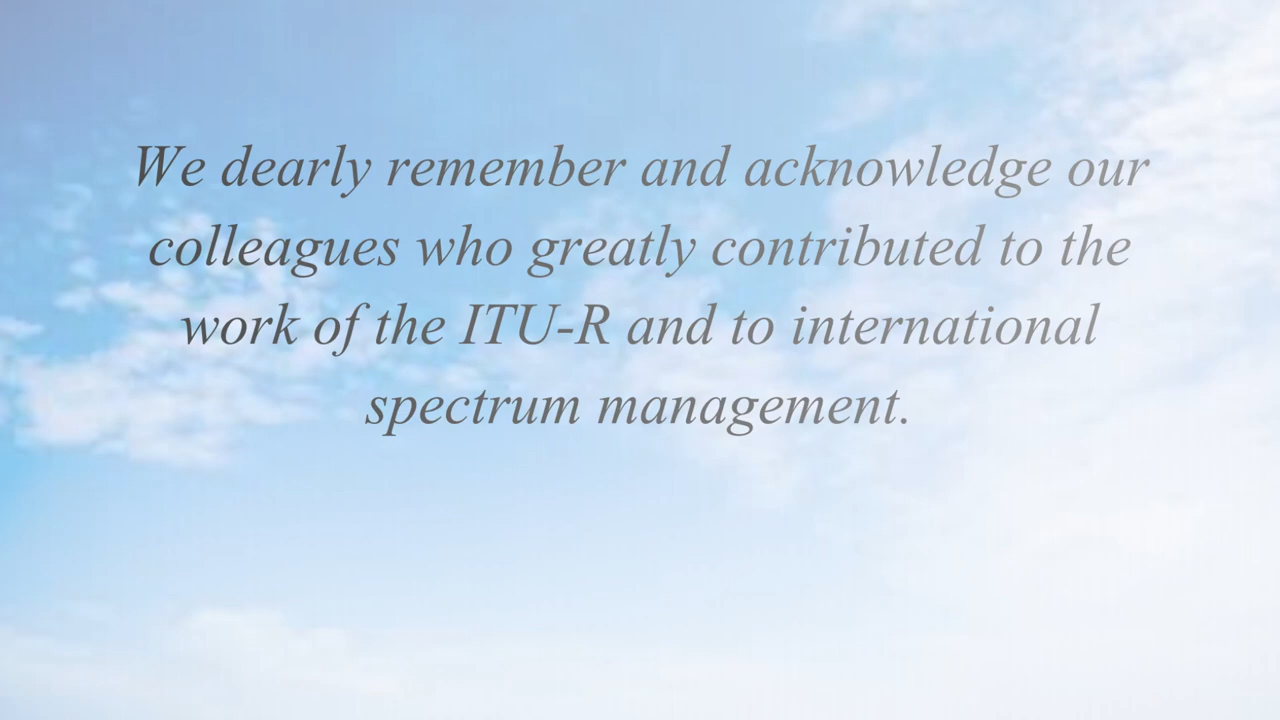 We dearly remember and acknowledge our
colleagues who greatly contributed to the
work of the ITU-R and to international
spectrum management.